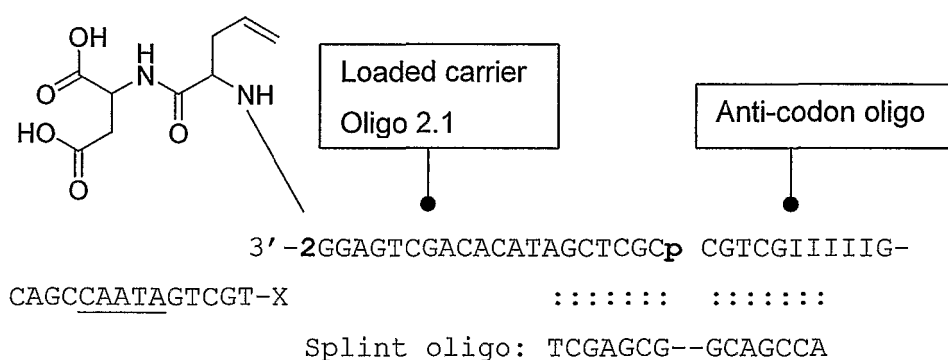 OH
O
HO
O
H
N
O
NH
Loaded carrier
Oligo 2.1
Anti-codon oligo
3'-2GGAGTCGACACATAGCTCGCp CGTCGIIIIIG-
CAGCCAATAGTCGT-X
::::::: :::::::
Splint oligo: TCGAGCG--GCAGCCA